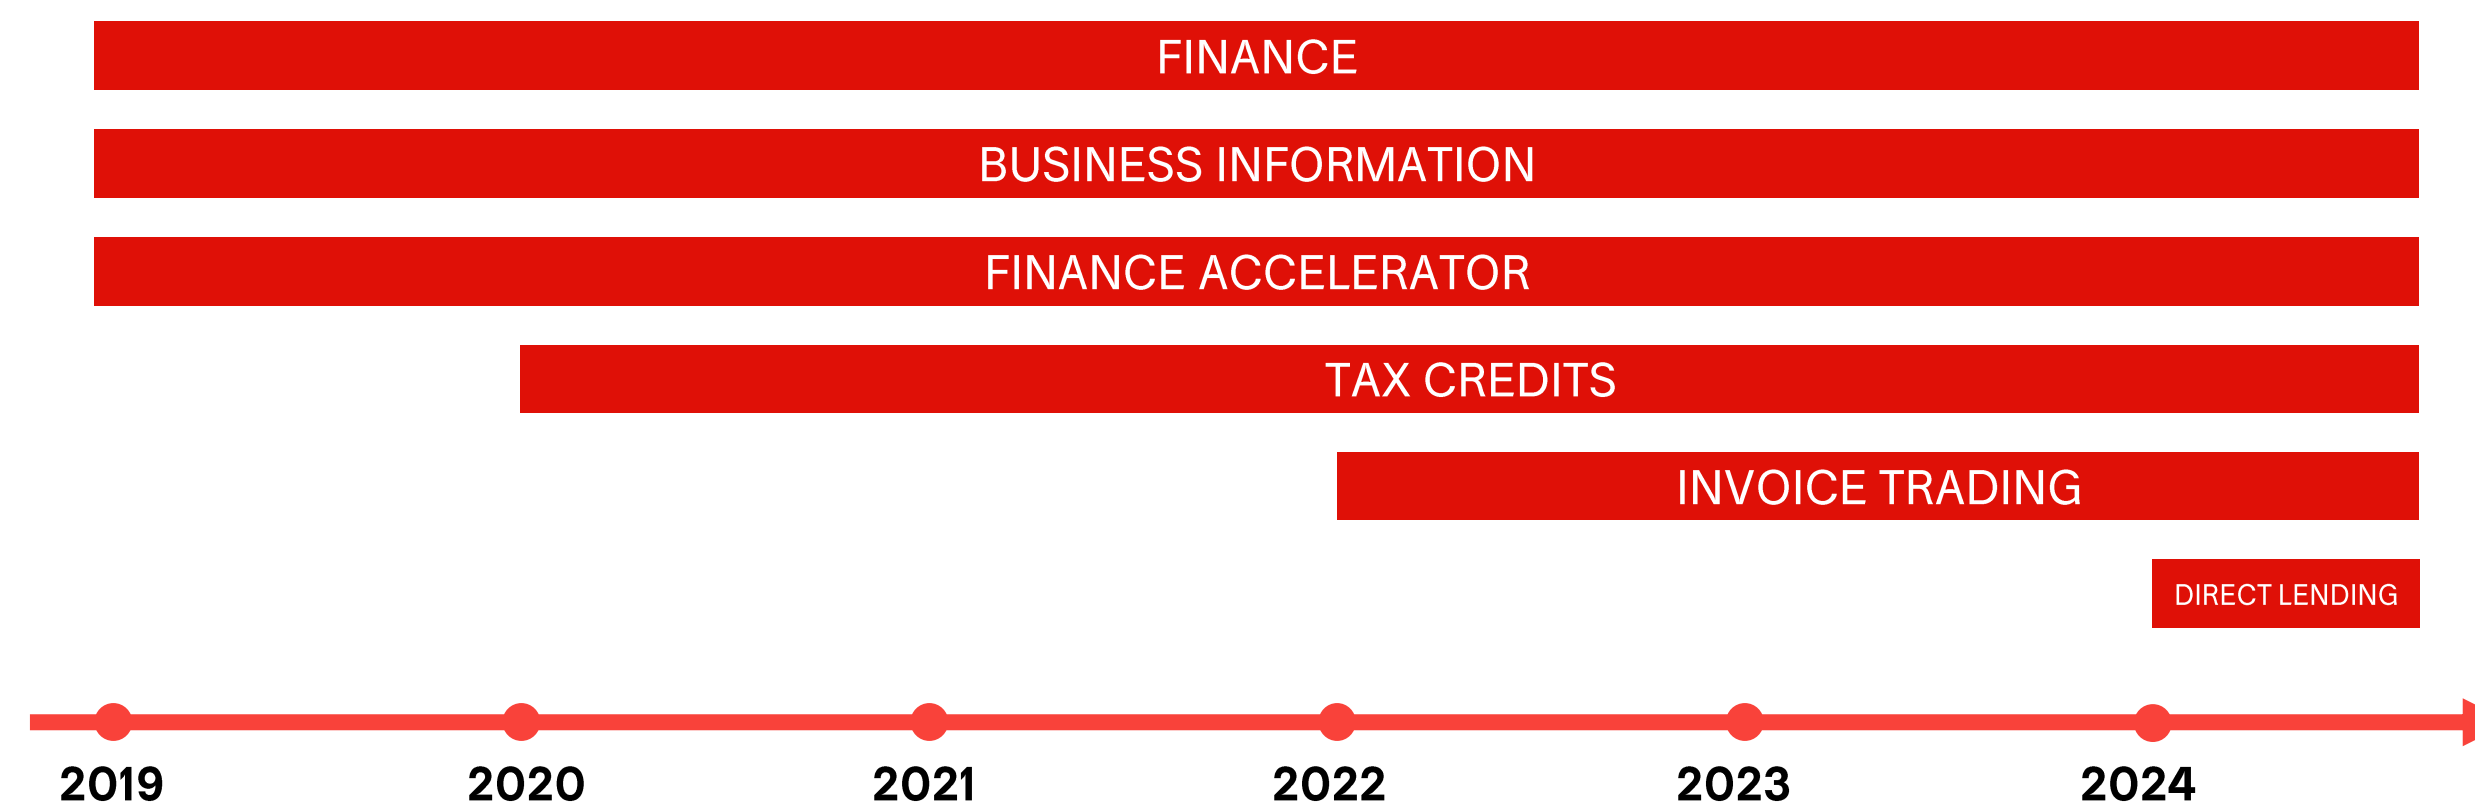 FINANCE
BUSINESS INFORMATION
FINANCE ACCELERATOR
TAX CREDITS
INVOICE TRADING
DIRECT LENDING
2019 2020 2021 2022 2023 2024